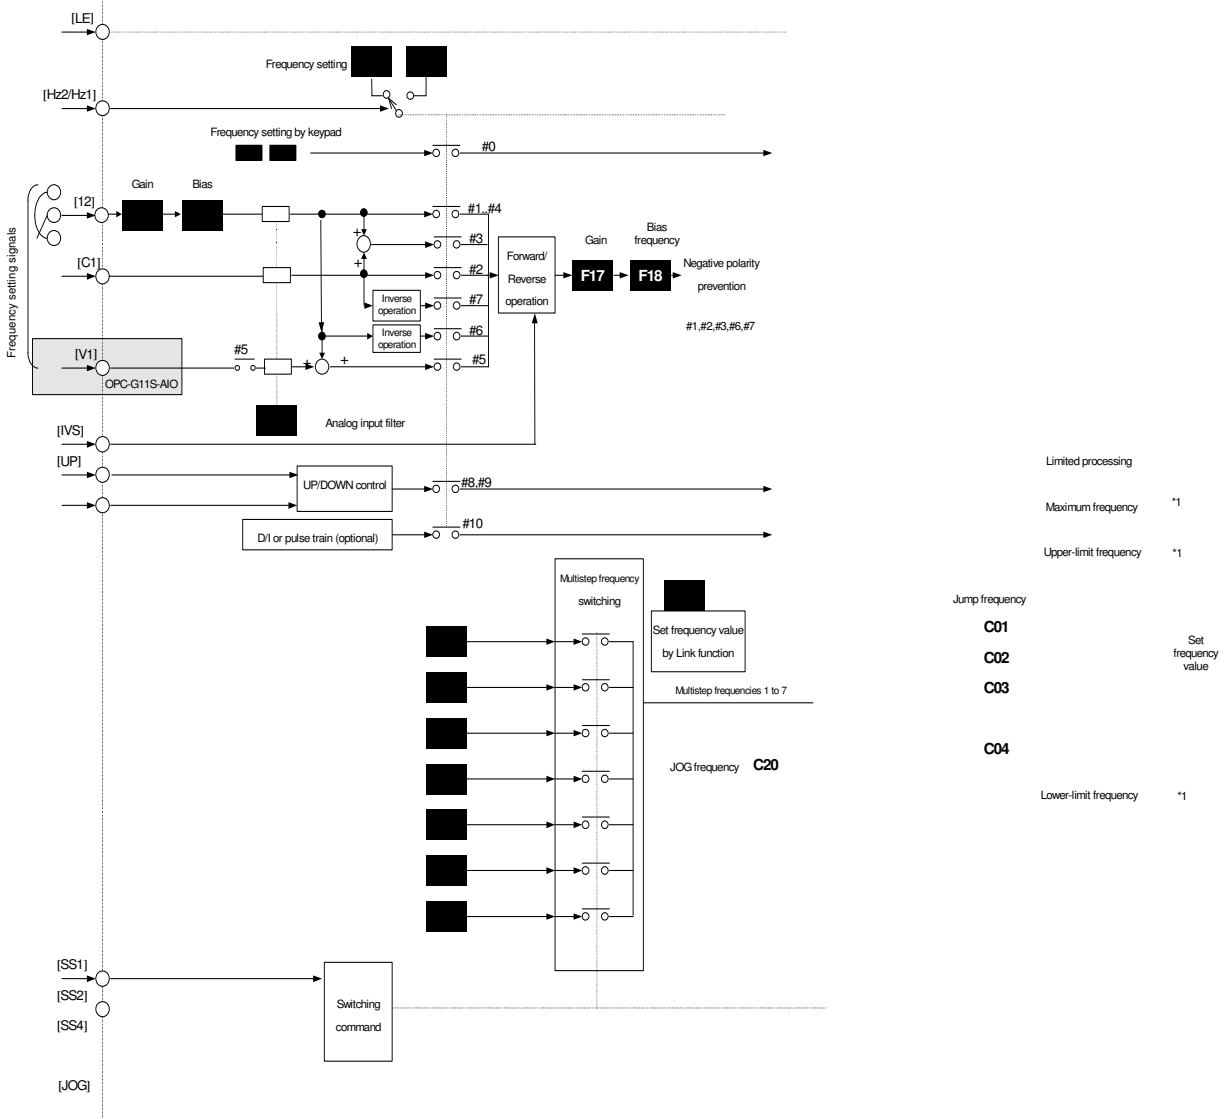 [LE]
Frequency setting
[Hz2/Hz1]
Frequency setting by keypad
#0
Frequency setting signals
[12]
Gain
Bias
#1..#4
#3
[C1]
#2
Inverse
operation
#7
Inverse
operation
#6
[V1]
OPC-G11S-AIO
#5
+
+
+
+
#5
Forward/
Reverse
operation
Gain
F17
Bias
frequency
F18
Negative polarity
prevention
#1,#2,#3,#6,#7
Analog input filter
[IVS]
[UP]
UP/DOWN control
#8,#9
D/I or pulse train (optional)
#10
Limited processing
Maximum frequency *1
Upper-limit frequency *1
Multistep frequency
switching
Set frequency value
by Link function
Multistep frequencies 1 to 7
JOG frequency C20
Jump frequency
C01
C02
C03
C04
Set
frequency
value
Lower-limit frequency *1
[SS1]
[SS2]
[SS4]
Switching
command
[JOG]